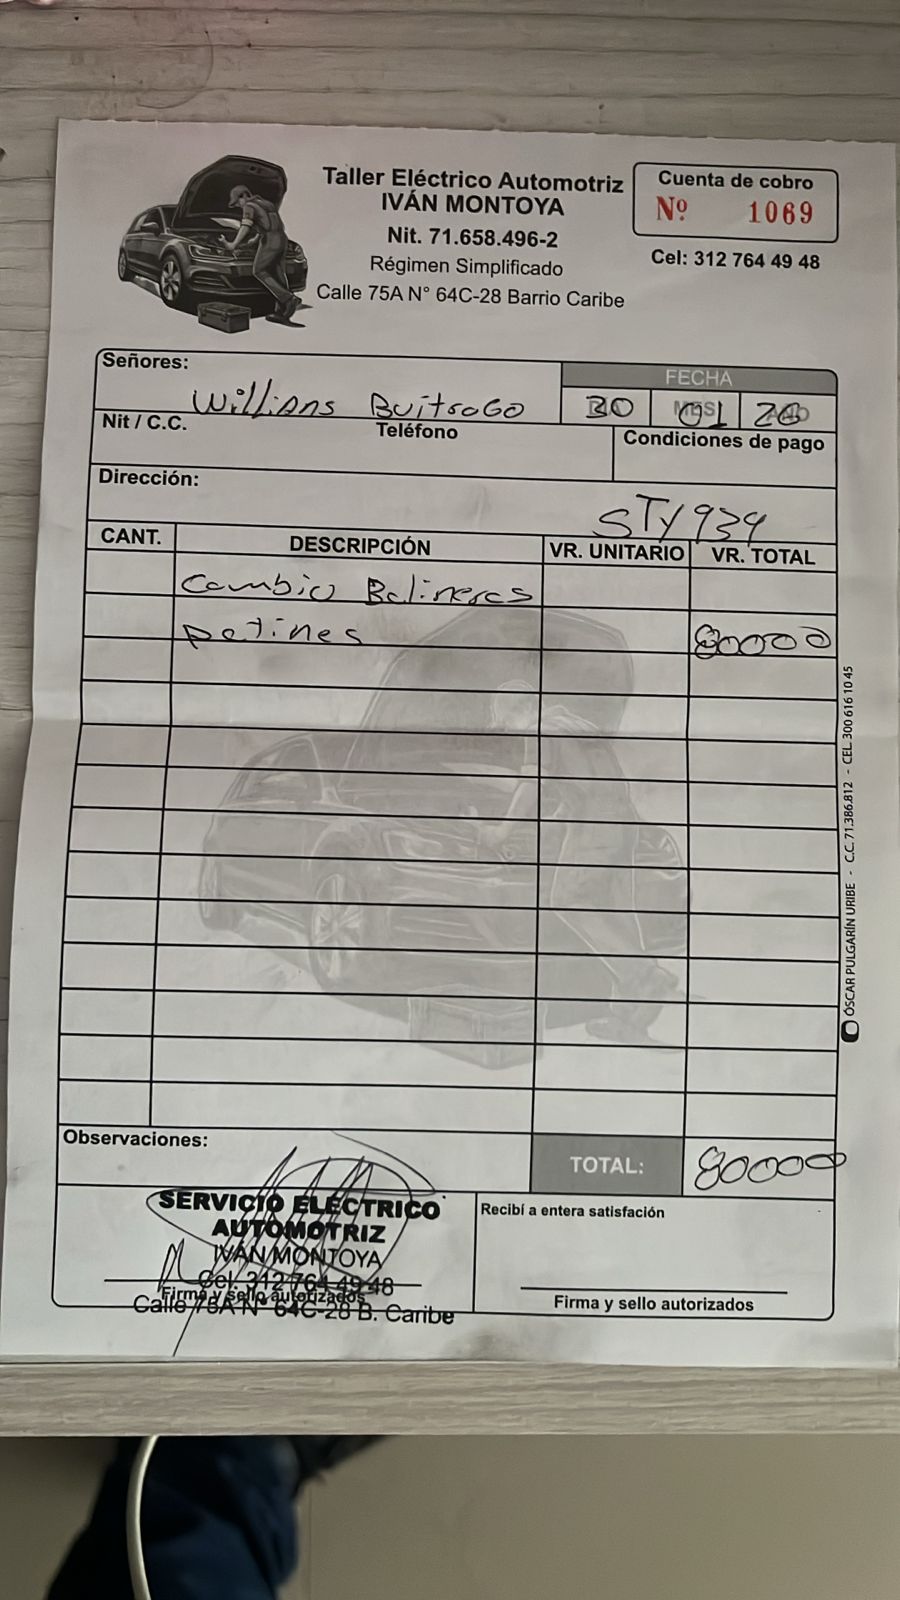 Taller Eléctrico Automotriz
IVÁN MONTOYA
Nit. 71.658.496-2
Régimen Simplificado
Calle 75A N° 64C-28 Barrio Caribe
Cuenta de cobro
Nº 1069
Cel: 312 764 49 48
Señores:
Willians Buitrago
FECHA
30 01 26
Nit / C.C.
Teléfono
Condiciones de pago
Dirección:
STY939
CANT. DESCRIPCIÓN VR. UNITARIO VR. TOTAL
Cambio Balineras
patines 80000
ÓSCAR PULGARÍN URIBE - C.C. 71.386.812 - CEL. 300 616 10 45
Observaciones:
TOTAL: 80000
SERVICIO ELÉCTRICO
AUTOMOTRIZ
IVÁN MONTOYA
Cel. 312 764 49 48
Firma y sello autorizados
Calle 75A N° 64C-28 B. Caribe
Recibí a entera satisfacción
Firma y sello autorizados